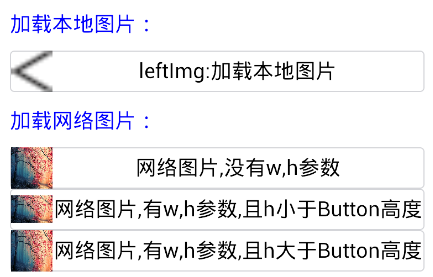 加载本地图片：
leftImg:加载本地图片
加载网络图片：
网络图片,没有w,h参数
网络图片,有w,h参数,且h小于Button高度
网络图片,有w,h参数,且h大于Button高度